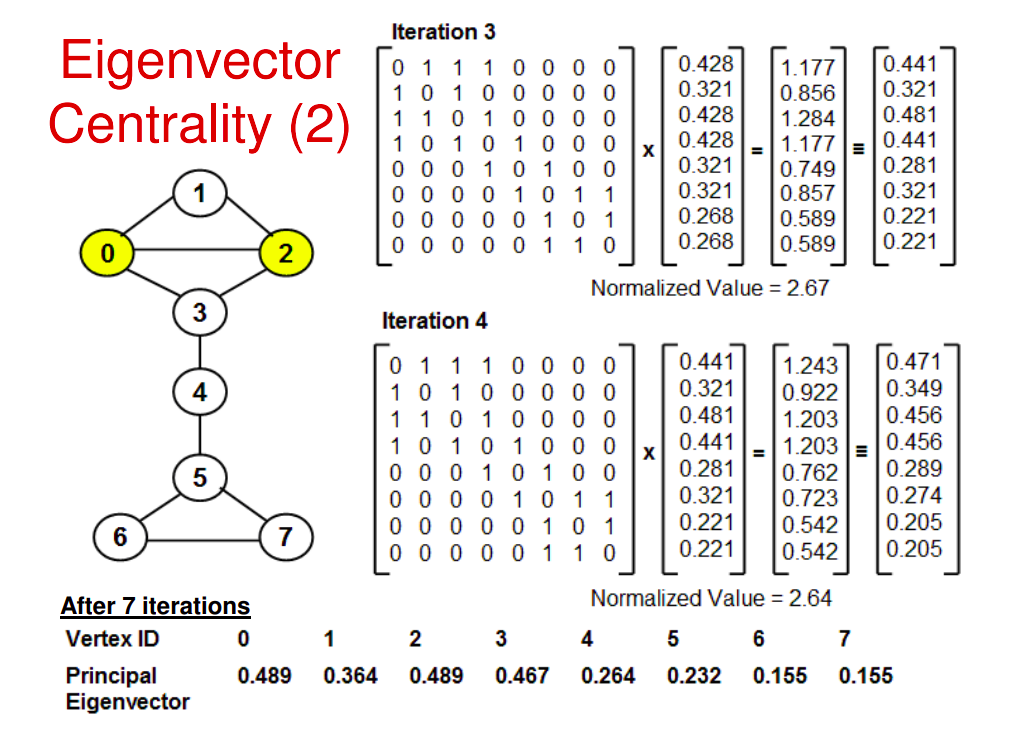 Eigenvector
Centrality (2)
1
0
2
3
4
5
6
7
Iteration 3
0 1 1 1 0 0 0 0 0.428 1.177 0.441
1 0 1 0 0 0 0 0 0.321 0.856 0.321
1 1 0 1 0 0 0 0 0.428 1.284 0.481
1 0 1 0 1 0 0 0 x 0.428 = 1.177 ≡ 0.441
0 0 0 1 0 1 0 0 0.321 0.749 0.281
0 0 0 0 1 0 1 1 0.321 0.857 0.321
0 0 0 0 0 1 0 1 0.268 0.589 0.221
0 0 0 0 0 1 1 0 0.268 0.589 0.221
Normalized Value = 2.67
Iteration 4
0 1 1 1 0 0 0 0 0.441 1.243 0.471
1 0 1 0 0 0 0 0 0.321 0.922 0.349
1 1 0 1 0 0 0 0 0.481 1.203 0.456
1 0 1 0 1 0 0 0 x 0.441 = 1.203 ≡ 0.456
0 0 0 1 0 1 0 0 0.281 0.762 0.289
0 0 0 0 1 0 1 1 0.321 0.723 0.274
0 0 0 0 0 1 0 1 0.221 0.542 0.205
0 0 0 0 0 1 1 0 0.221 0.542 0.205
Normalized Value = 2.64
After 7 iterations
Vertex ID 0 1 2 3 4 5 6 7
Principal 0.489 0.364 0.489 0.467 0.264 0.232 0.155 0.155
Eigenvector